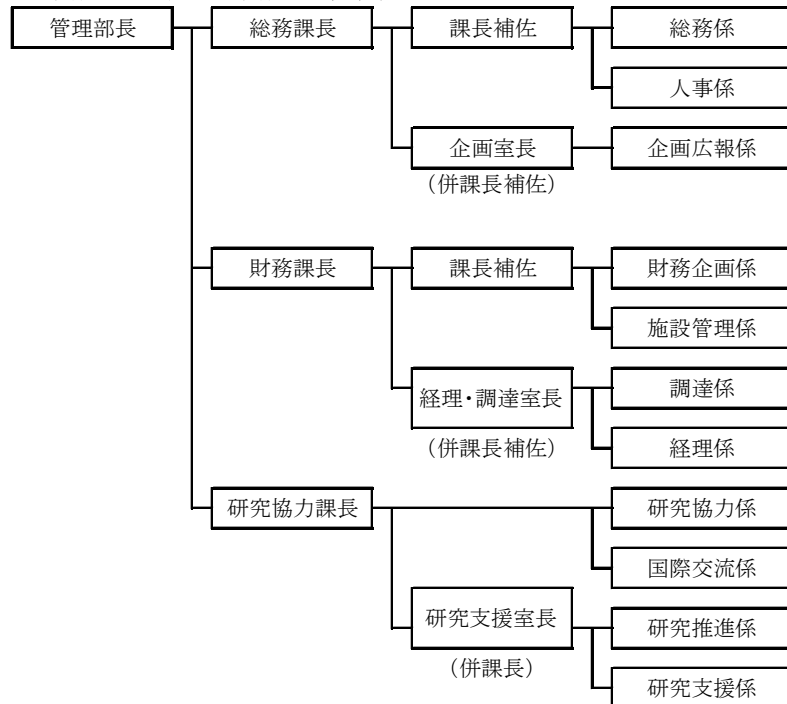 管理部長
総務課長
課長補佐
総務係
人事係
企画室長
（併課長補佐）
企画広報係
財務課長
課長補佐
財務企画係
施設管理係
経理・調達室長
（併課長補佐）
調達係
経理係
研究協力課長
研究協力係
国際交流係
研究支援室長
（併課長）
研究推進係
研究支援係